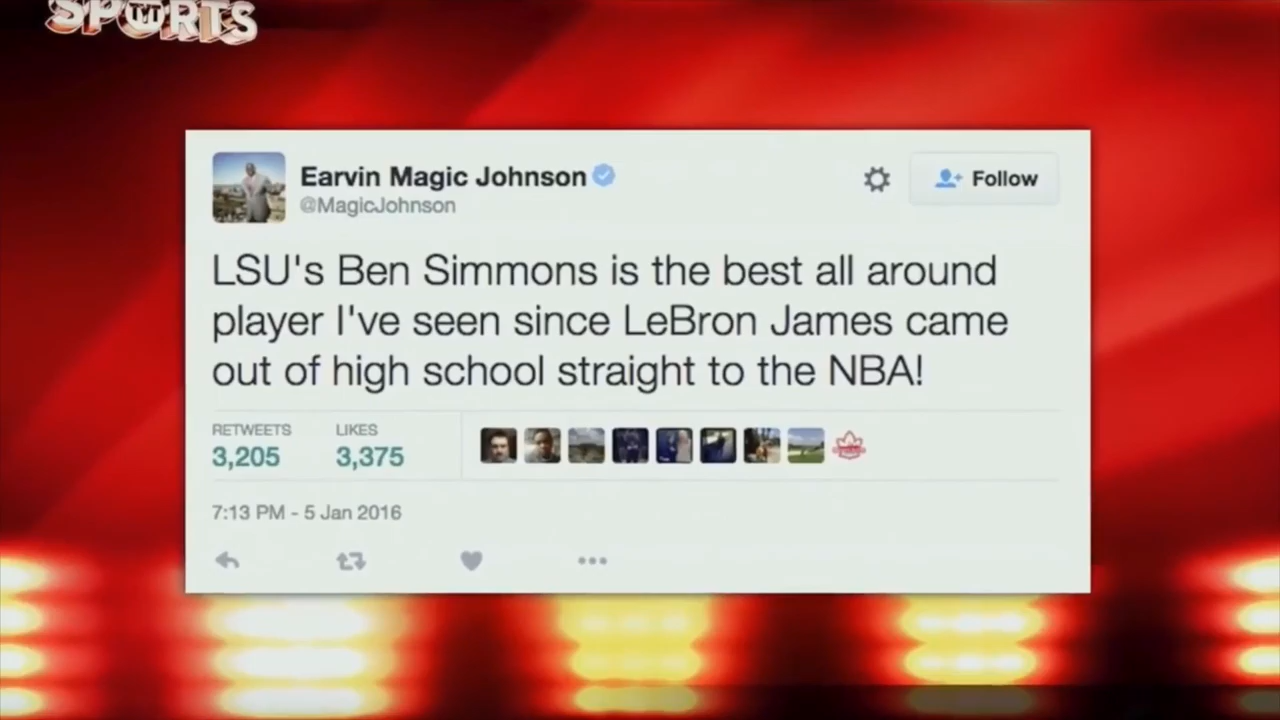 SPORTS
Earvin Magic Johnson
Follow
@MagicJohnson
LSU's Ben Simmons is the best all around
player I've seen since LeBron James came
out of high school straight to the NBA!
RETWEETS LIKES
3,205 3,375
7:13 PM - 5 Jan 2016